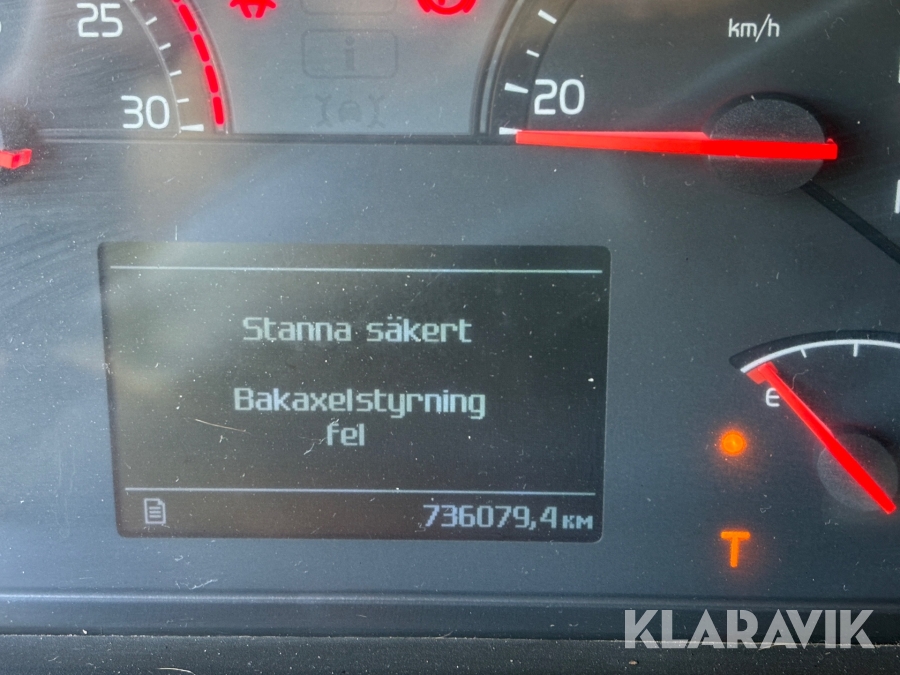 25
30
20
km/h
Stanna säkert
Bakaxelstyrning
fel
E
736079,4 км
T
KLARAVIK